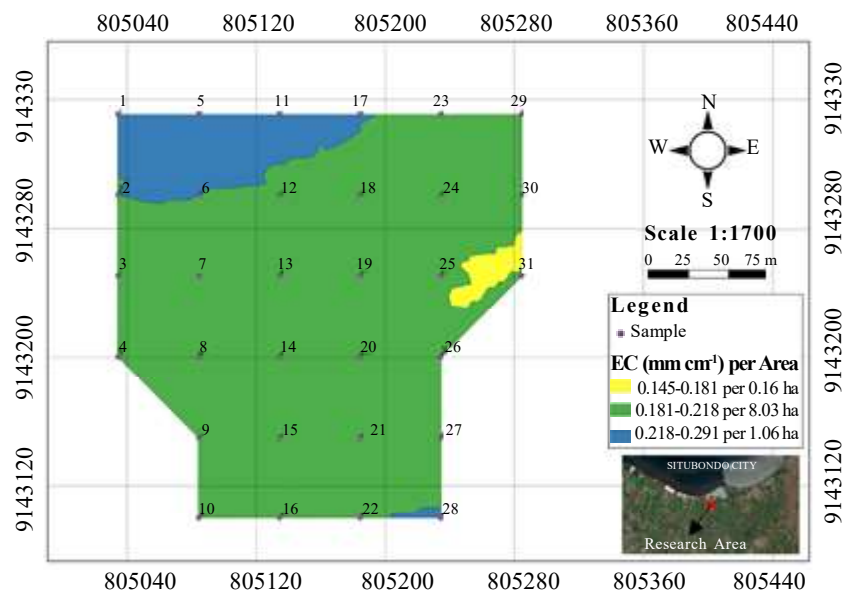 805040 805120 805200 805280 805360 805440
914330
9143280
9143200
9143120
1 5 11 17 23 29
2 6 12 18 24 30
3 7 13 19 25 31
4 8 14 20 26
9 15 21 27
10 16 22 28
N
W E
S
Scale 1:1700
0 25 50 75 m
Legend
Sample
EC (mm cm⁻¹) per Area
0.145-0.181 per 0.16 ha
0.181-0.218 per 8.03 ha
0.218-0.291 per 1.06 ha
SITUBONDO CITY
Research Area
914330
9143280
9143200
9143120
805040 805120 805200 805280 805360 805440